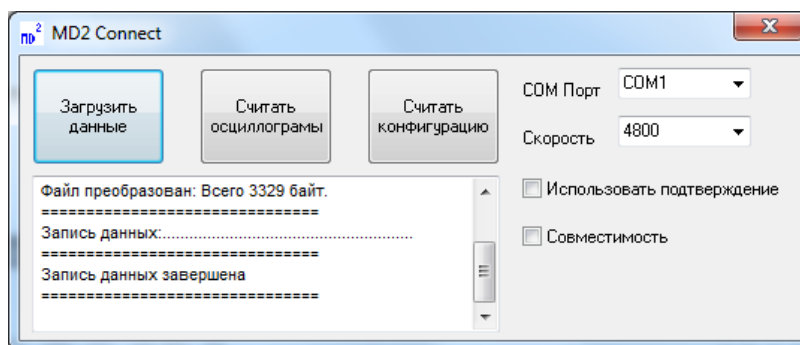 MD² MD2 Connect
Загрузить
данные
Считать
осциллограмы
Считать
конфигурацию
COM Порт COM1
Скорость 4800
Использовать подтверждение
Совместимость
Файл преобразован: Всего 3329 байт.
===============================
Запись данных:........................................................
===============================
Запись данных завершена
===============================